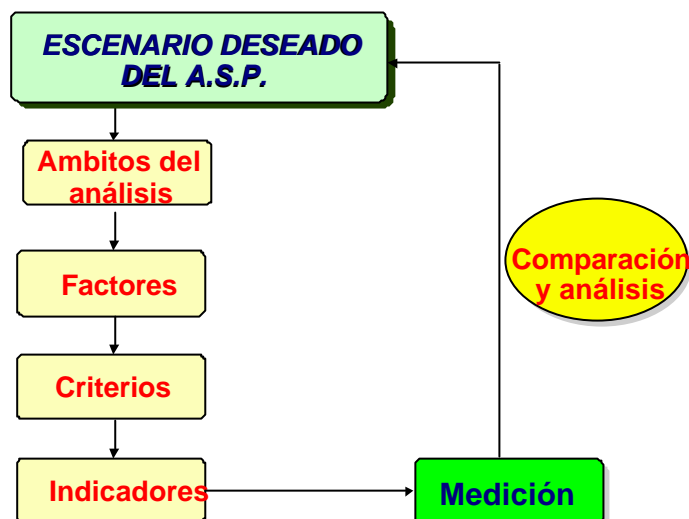 ESCENARIO DESEADO
DEL A.S.P.
Ambitos del
análisis
Factores
Criterios
Indicadores
Medición
Comparación
y análisis